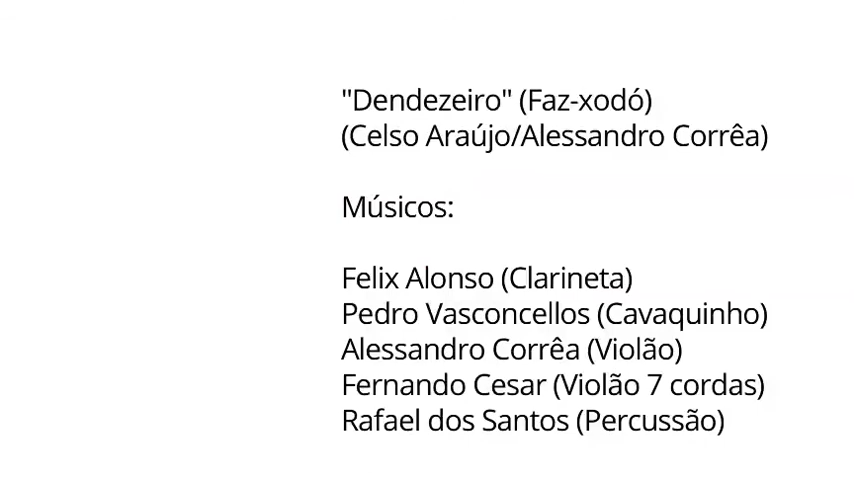 "Dendezeiro" (Faz-xodó)
(Celso Araújo/Alessandro Corrêa)
Músicos:
Felix Alonso (Clarineta)
Pedro Vasconcellos (Cavaquinho)
Alessandro Corrêa (Violão)
Fernando Cesar (Violão 7 cordas)
Rafael dos Santos (Percussão)